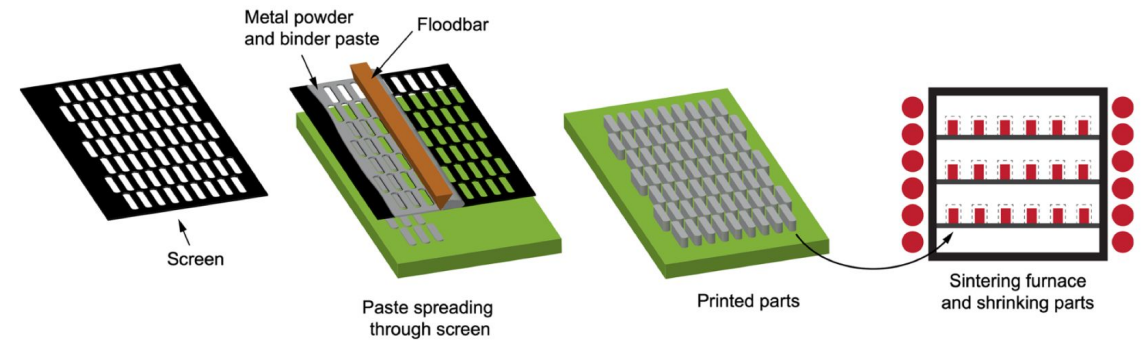 Metal powder
and binder paste
Floodbar
Screen
Paste spreading
through screen
Printed parts
Sintering furnace
and shrinking parts